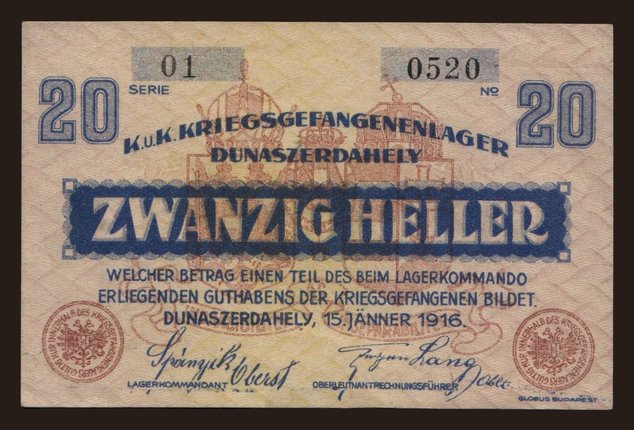 01 0520
SERIE No
20 20
K.u.K. KRIEGSGEFANGENENLAGER
DUNASZERDAHELY
ZWANZIG HELLER
WELCHER BETRAG EINEN TEIL DES BEIM LAGERKOMMANDO
ERLIEGENDEN GUTHABENS DER KRIEGSGEFANGENEN BILDET.
DUNASZERDAHELY, 15. JÄNNER 1916.
Oberst Lang
LAGERKOMMANDANT OBERLEUTNANTRECHNUNGSFÜHRER
GLOBUS BUDAPEST